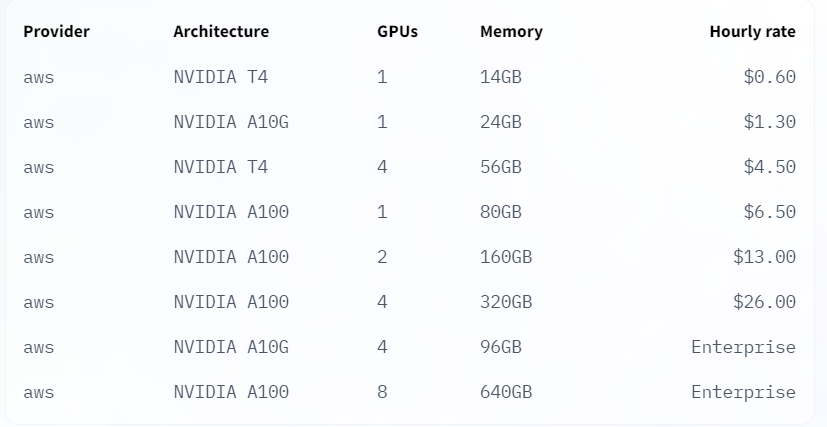 Provider Architecture GPUs Memory Hourly rate
aws NVIDIA T4 1 14GB $0.60
aws NVIDIA A10G 1 24GB $1.30
aws NVIDIA T4 4 56GB $4.50
aws NVIDIA A100 1 80GB $6.50
aws NVIDIA A100 2 160GB $13.00
aws NVIDIA A100 4 320GB $26.00
aws NVIDIA A10G 4 96GB Enterprise
aws NVIDIA A100 8 640GB Enterprise